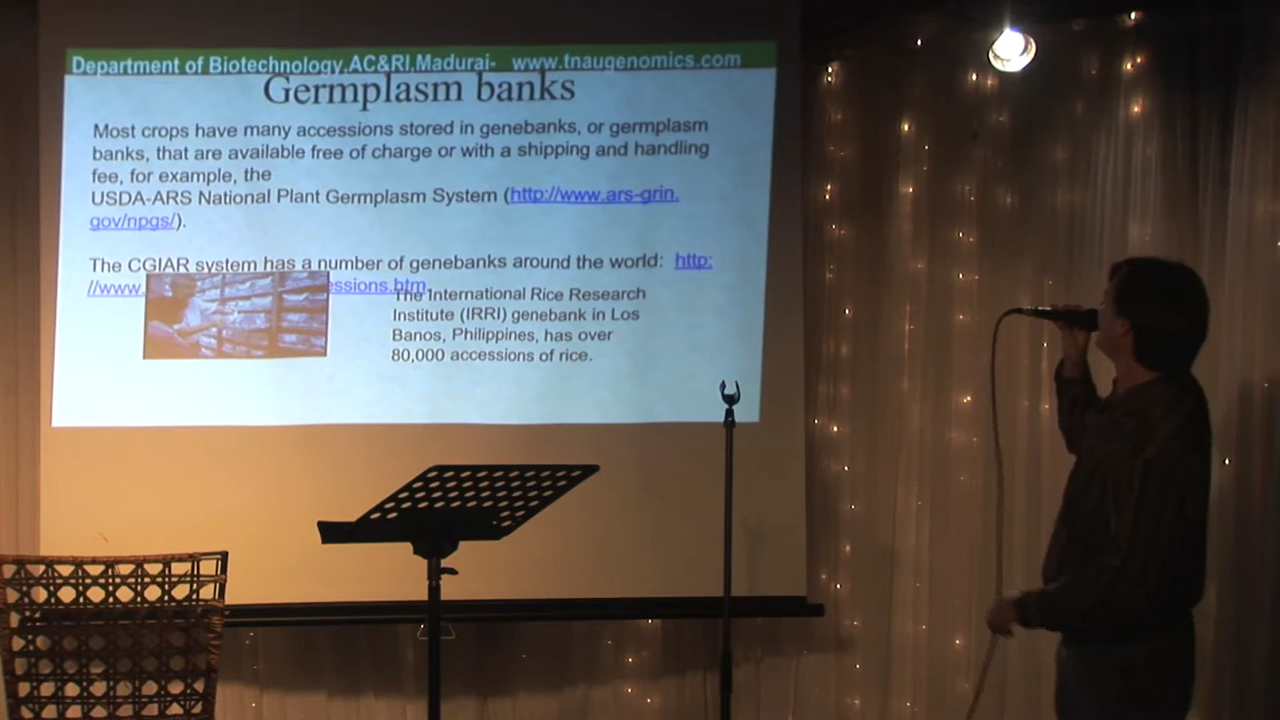 Department of Biotechnology,AC&RI,Madurai- www.tnaugenomics.com
Germplasm banks
Most crops have many accessions stored in genebanks, or germplasm
banks, that are available free of charge or with a shipping and handling
fee, for example, the
USDA-ARS National Plant Germplasm System (http://www.ars-grin.
gov/npgs/).
The CGIAR system has a number of genebanks around the world: http:
//www. essions.htm.
The International Rice Research
Institute (IRRI) genebank in Los
Banos, Philippines, has over
80,000 accessions of rice.